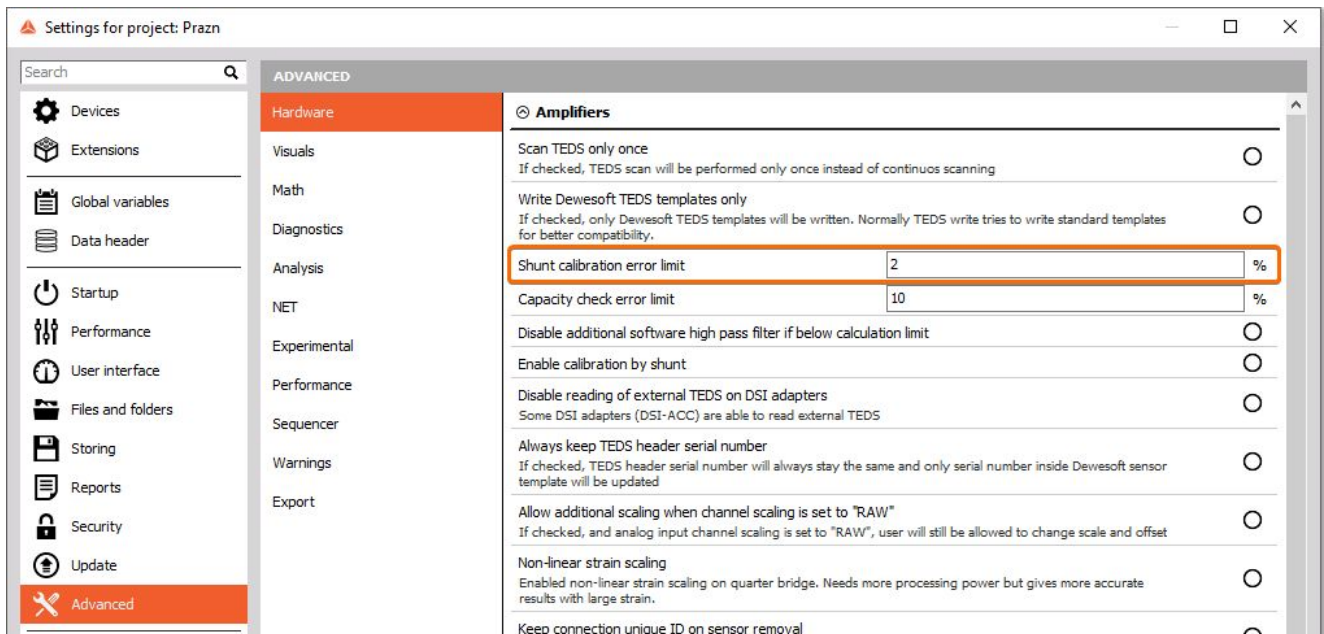 Settings for project: Prazn
Search
Devices
Extensions
Global variables
Data header
Startup
Performance
User interface
Files and folders
Storing
Reports
Security
Update
Advanced
ADVANCED
Hardware
Visuals
Math
Diagnostics
Analysis
NET
Experimental
Performance
Sequencer
Warnings
Export
Amplifiers
Scan TEDS only once
If checked, TEDS scan will be performed only once instead of continuos scanning
Write Dewesoft TEDS templates only
If checked, only Dewesoft TEDS templates will be written. Normally TEDS write tries to write standard templates
for better compatibility.
Shunt calibration error limit 2 %
Capacity check error limit 10 %
Disable additional software high pass filter if below calculation limit
Enable calibration by shunt
Disable reading of external TEDS on DSI adapters
Some DSI adapters (DSI-ACC) are able to read external TEDS
Always keep TEDS header serial number
If checked, TEDS header serial number will always stay the same and only serial number inside Dewesoft sensor
template will be updated
Allow additional scaling when channel scaling is set to "RAW"
If checked, and analog input channel scaling is set to "RAW", user will still be allowed to change scale and offset
Non-linear strain scaling
Enabled non-linear strain scaling on quarter bridge. Needs more processing power but gives more accurate
results with large strain.
Keep connection unique ID on sensor removal